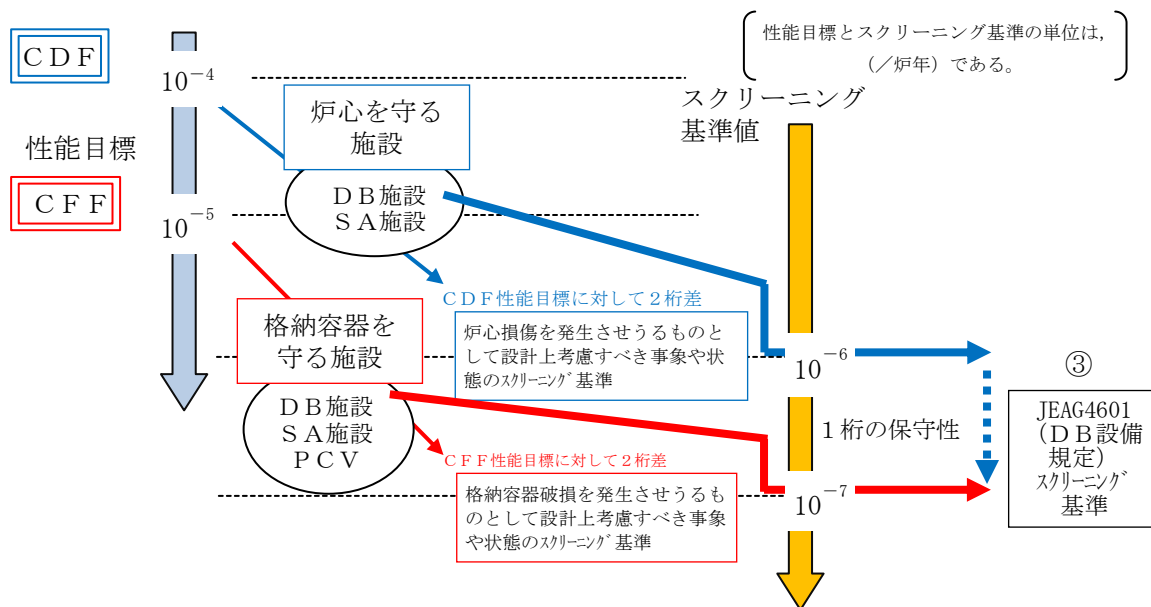 性能目標とスクリーニング基準の単位は，
（／炉年）である。
ＣＤＦ
10⁻⁴
炉心を守る
施設
スクリーニング
基準値
性能目標
ＣＦＦ
10⁻⁵
ＤＢ施設
ＳＡ施設
ＣＤＦ性能目標に対して２桁差
炉心損傷を発生させうるものと
して設計上考慮すべき事象や状
態のｽｸﾘｰﾆﾝｸﾞ基準
格納容器を
守る施設
10⁻⁶
③
ＤＢ施設
ＳＡ施設
ＰＣＶ
１桁の保守性
JEAG4601
（ＤＢ設備
規定）
ｽｸﾘｰﾆﾝｸﾞ
基準
ＣＦＦ性能目標に対して２桁差
格納容器破損を発生させうるも
のとして設計上考慮すべき事象
や状態のｽｸﾘｰﾆﾝｸﾞ基準
10⁻⁷